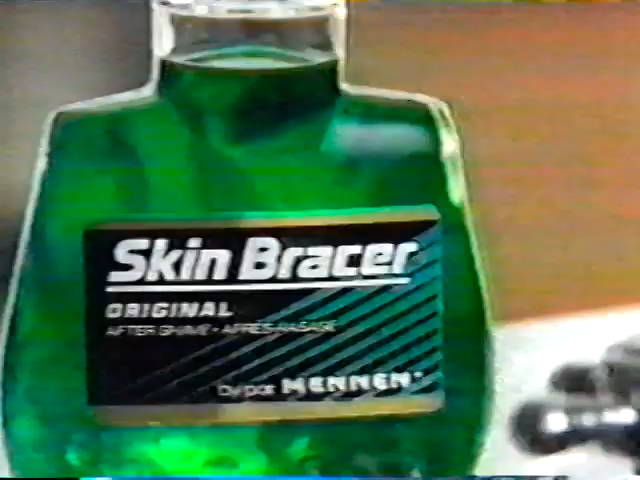 Skin Bracer
ORIGINAL
AFTER SHAVE • APRÈS-RASAGE
by/par MENNEN